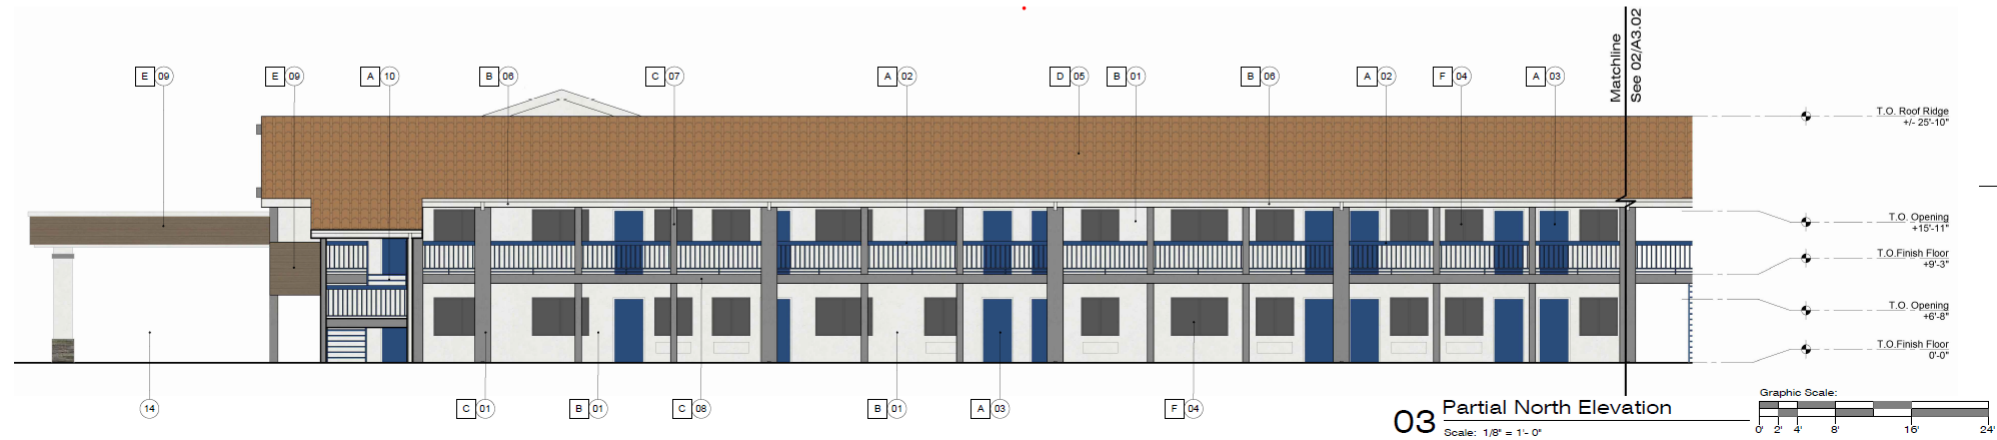 Matchline
See 02/A3.02
E 09
E 09
A 10
B 06
C 07
A 02
D 05
B 01
B 06
A 02
F 04
A 03
T.O. Roof Ridge
+/- 25'-10"
T.O. Opening
+15'-11"
T.O.Finish Floor
+9'-3"
T.O. Opening
+6'-8"
T.O.Finish Floor
0'-0"
14
C 01
B 01
C 08
B 01
A 03
F 04
03 Partial North Elevation
Scale: 1/8" = 1'- 0"
Graphic Scale:
0' 2' 4' 8' 16' 24'